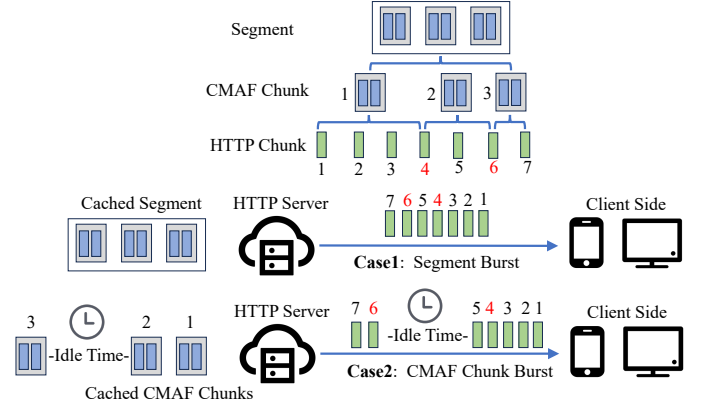 Segment
CMAF Chunk 1 2 3
HTTP Chunk
1 2 3 4 5 6 7
Cached Segment HTTP Server 7 6 5 4 3 2 1 Client Side
Case1: Segment Burst
3 2 1 HTTP Server 7 6 5 4 3 2 1 Client Side
-Idle Time- -Idle Time-
Case2: CMAF Chunk Burst
Cached CMAF Chunks